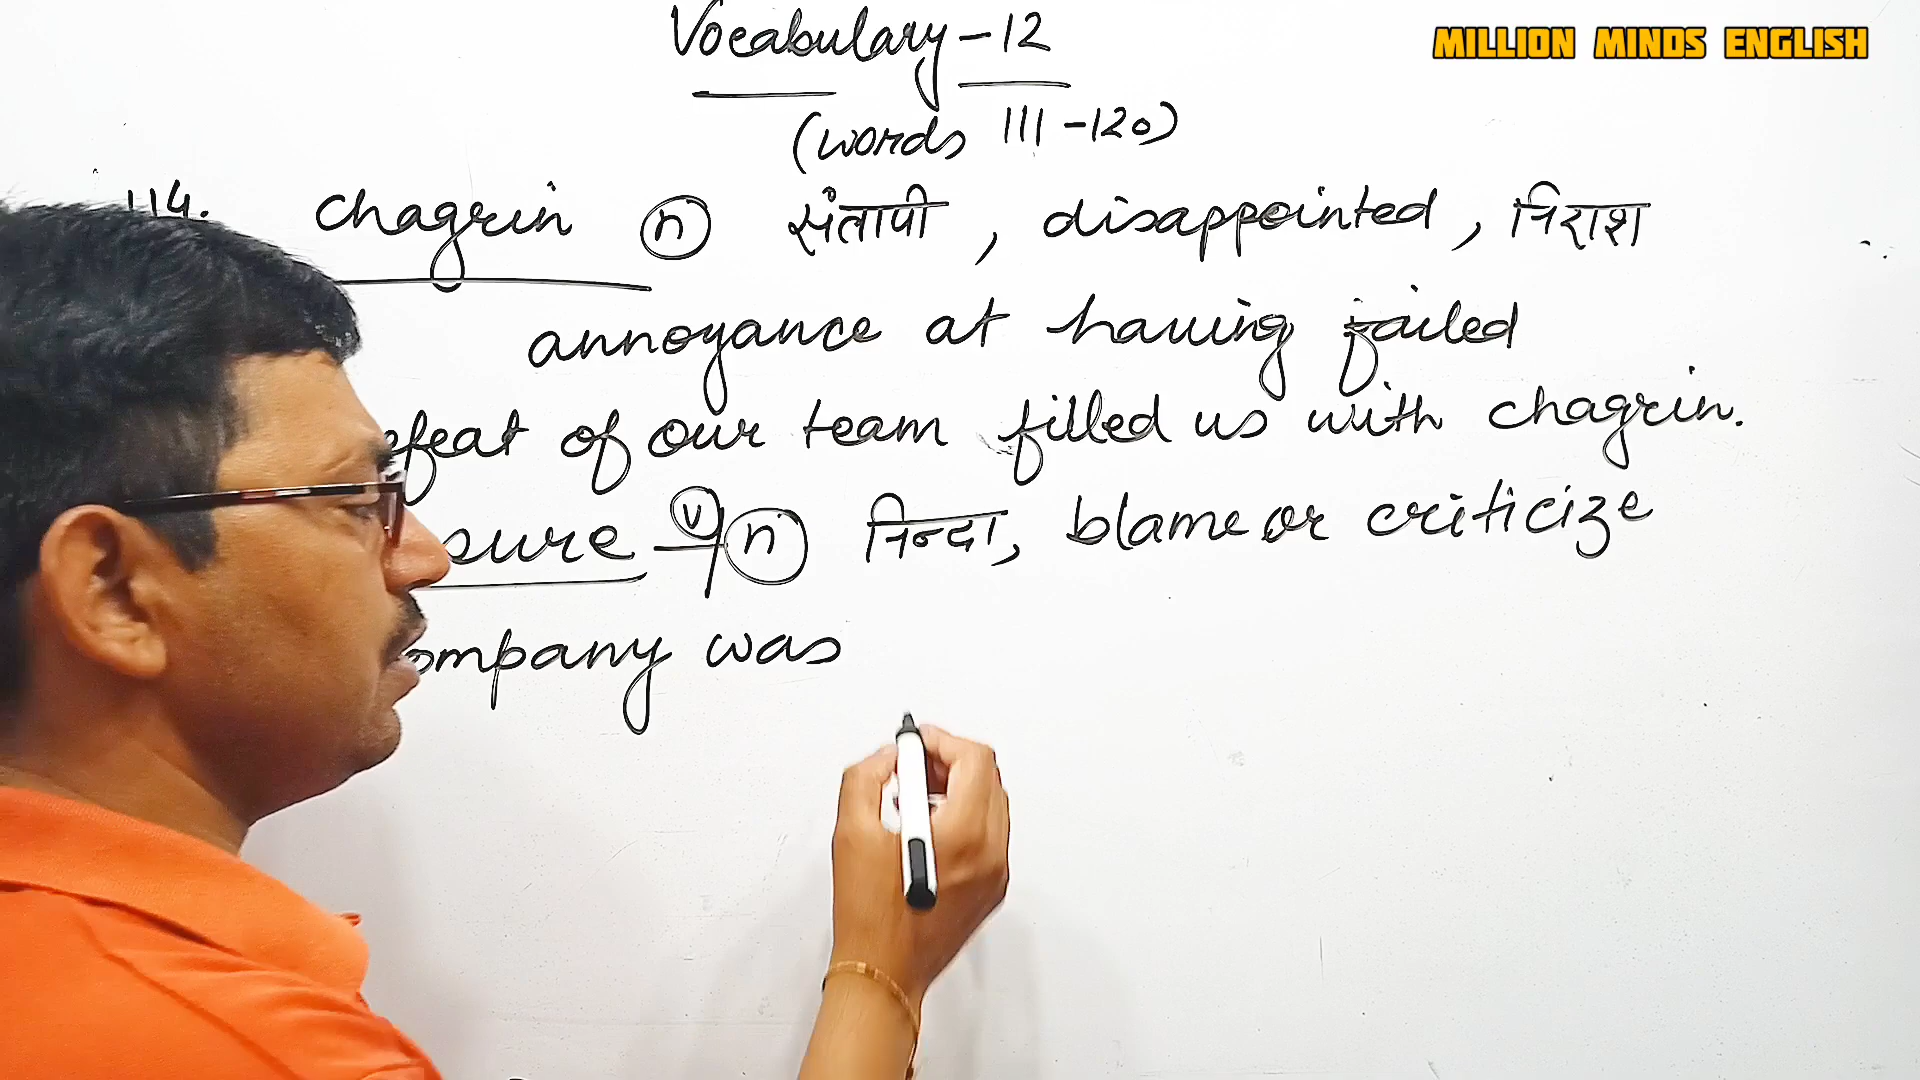 MILLION MINDS ENGLISH
Vocabulary - 12
(words 111 - 120)
114. chagrin n संतापी, disappointed, निराश
annoyance at having failed
efeat of our team filled us with chagrin.
sure v/n निन्दा, blame or criticize
ompany was